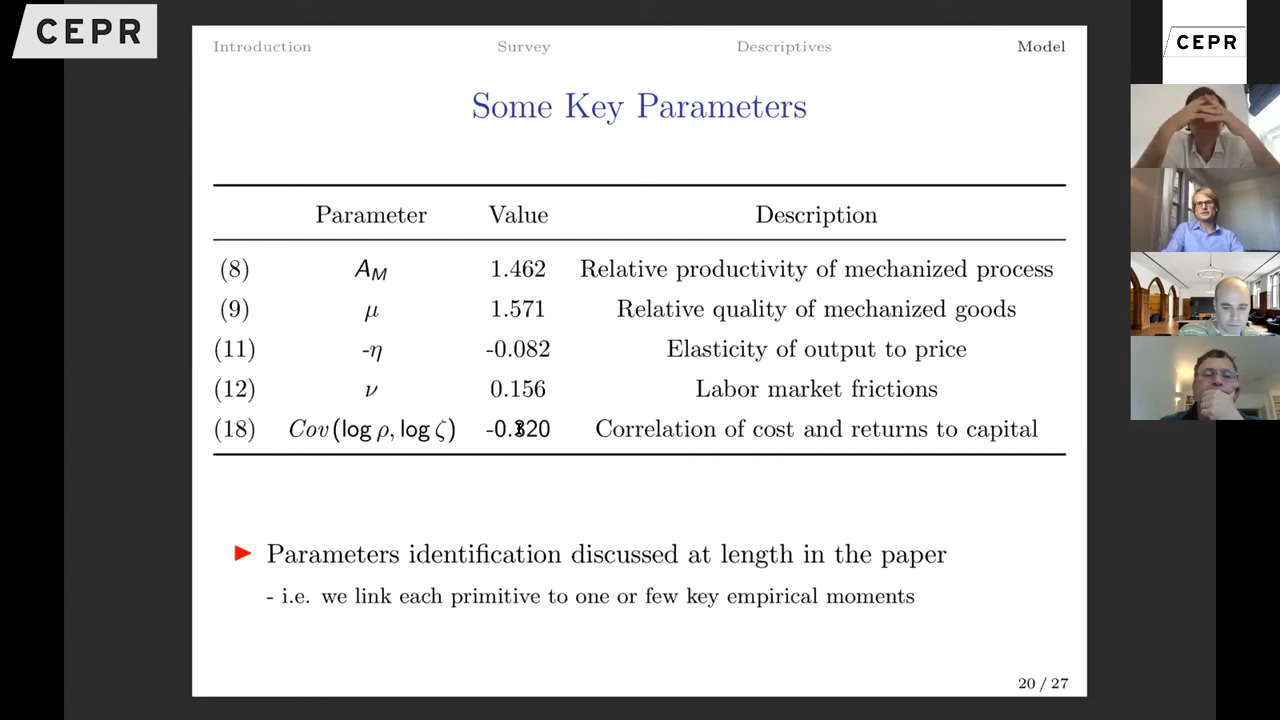 CEPR
CEPR
Introduction Survey Descriptives Model
Some Key Parameters
Parameter Value Description
(8) A_M 1.462 Relative productivity of mechanized process
(9) μ 1.571 Relative quality of mechanized goods
(11) -η -0.082 Elasticity of output to price
(12) ν 0.156 Labor market frictions
(18) Cov(log ρ, log ζ) Correlation of cost and returns to capital
▶ Parameters identification discussed at length in the paper
- i.e. we link each primitive to one or few key empirical moments
20 / 27